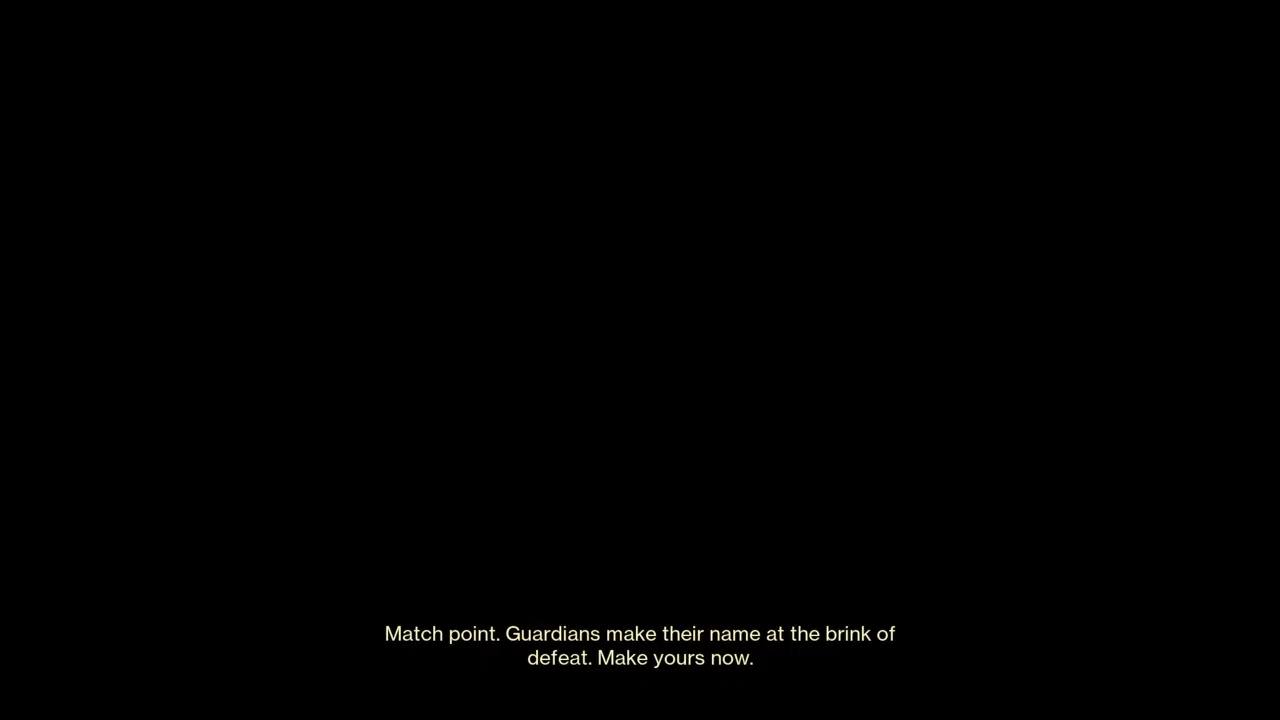 Match point. Guardians make their name at the brink of
defeat. Make yours now.